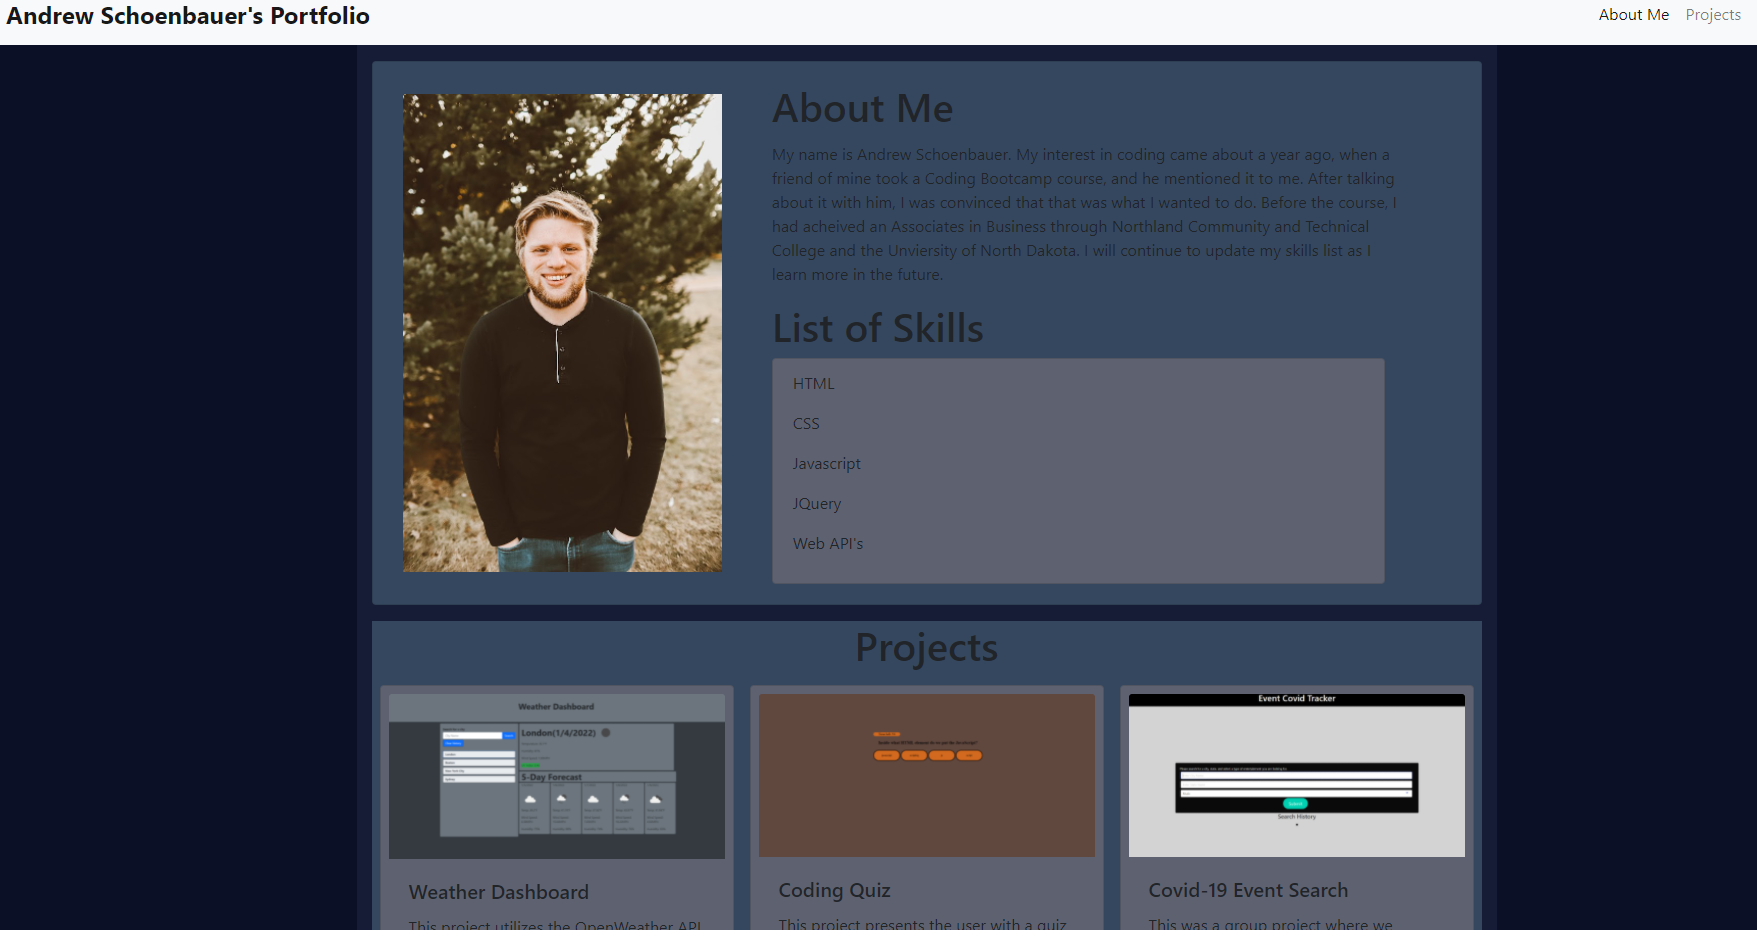 Andrew Schoenbauer's Portfolio
About Me Projects
About Me
My name is Andrew Schoenbauer. My interest in coding came about a year ago, when a
friend of mine took a Coding Bootcamp course, and he mentioned it to me. After talking
about it with him, I was convinced that that was what I wanted to do. Before the course, I
had acheived an Associates in Business through Northland Community and Technical
College and the Unviersity of North Dakota. I will continue to update my skills list as I
learn more in the future.
List of Skills
HTML
CSS
Javascript
JQuery
Web API's
Projects
Weather Dashboard
London(1/4/2022)
5-Day Forecast
Weather Dashboard
This project utilizes the OpenWeather API
Coding Quiz
This project presents the user with a quiz
Event Covid Tracker
Search History
Covid-19 Event Search
This was a group project where we